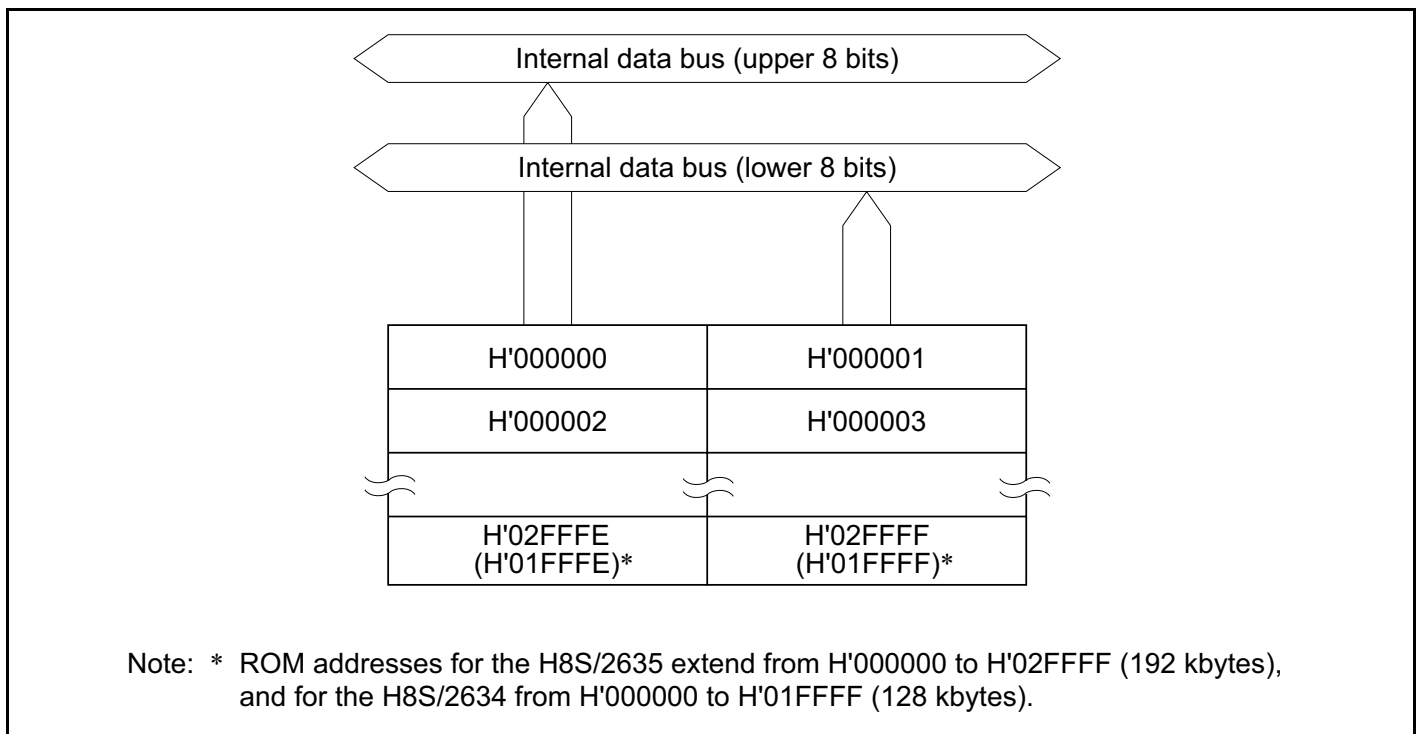 Internal data bus (upper 8 bits)
Internal data bus (lower 8 bits)
H'000000
H'000001
H'000002
H'000003
H'02FFFE
(H'01FFFE)*
H'02FFFF
(H'01FFFF)*
Note: * ROM addresses for the H8S/2635 extend from H'000000 to H'02FFFF (192 kbytes),
and for the H8S/2634 from H'000000 to H'01FFFF (128 kbytes).